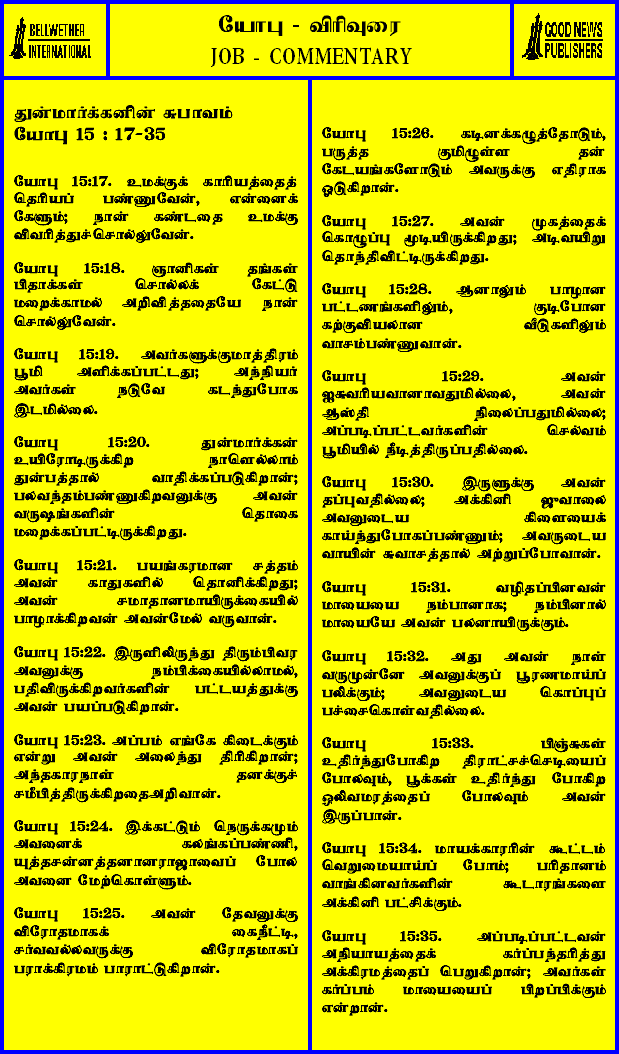 BELLWETHER
INTERNATIONAL
யோபு - விரிவுரை
JOB - COMMENTARY
GOOD NEWS
PUBLISHERS
துன்மார்க்கனின் சுபாவம்
யோபு 15 : 17-35
யோபு 15:17. உமக்குக் காரியத்தைத்
தெரியப் பண்ணுவேன், என்னைக்
கேளும்; நான் கண்டதை உமக்கு
விவரித்துச்சொல்லுவேன்.
யோபு 15:18. ஞானிகள் தங்கள்
பிதாக்கள் சொல்லக் கேட்டு
மறைக்காமல் அறிவித்ததையே நான்
சொல்லுவேன்.
யோபு 15:19. அவர்களுக்குமாத்திரம்
பூமி அளிக்கப்பட்டது; அந்நியர்
அவர்கள் நடுவே கடந்துபோக
இடமில்லை.
யோபு 15:20. துன்மார்க்கன்
உயிரோடிருக்கிற நாளெல்லாம்
துன்பத்தால் வாதிக்கப்படுகிறான்;
பலவந்தம்பண்ணுகிறவனுக்கு அவன்
வருஷங்களின் தொகை
மறைக்கப்பட்டிருக்கிறது.
யோபு 15:21. பயங்கரமான சத்தம்
அவன் காதுகளில் தொனிக்கிறது;
அவன் சமாதானமாயிருக்கையில்
பாழாக்கிறவன் அவன்மேல் வருவான்.
யோபு 15:22. இருளிலிருந்து திரும்பிவர
அவனுக்கு நம்பிக்கையில்லாமல்,
பதிவிருக்கிறவர்களின் பட்டயத்துக்கு
அவன் பயப்படுகிறான்.
யோபு 15:23. அப்பம் எங்கே கிடைக்கும்
என்று அவன் அலைந்து திரிகிறான்;
அந்தகாரநாள் தனக்குச்
சமீபித்திருக்கிறதைஅறிவான்.
யோபு 15:24. இக்கட்டும் நெருக்கமும்
அவனைக் கலங்கப்பண்ணி,
யுத்தசன்னத்தனானராஜாவைப் போல
அவனை மேற்கொள்ளும்.
யோபு 15:25. அவன் தேவனுக்கு
விரோதமாகக் கைநீட்டி,
சர்வவல்லவருக்கு விரோதமாகப்
பராக்கிரமம் பாராட்டுகிறான்.
யோபு 15:26. கடினக்கழுத்தோடும்,
பருத்த குமிழுள்ள தன்
கேடயங்களோடும் அவருக்கு எதிராக
ஒடுகிறான்.
யோபு 15:27. அவன் முகத்தைக்
கொழுப்பு மூடியிருக்கிறது; அடிவயிறு
தொந்திவிட்டிருக்கிறது.
யோபு 15:28. ஆனாலும் பாழான
பட்டணங்களிலும், குடிபோன
கற்குவியலான வீடுகளிலும்
வாசம்பண்ணுவான்.
யோபு 15:29. அவன்
ஐசுவரியவானாவதுமில்லை, அவன்
ஆஸ்தி நிலைப்பதுமில்லை;
அப்படிப்பட்டவர்களின் செல்வம்
பூமியில் நீடித்திருப்பதில்லை.
யோபு 15:30. இருளுக்கு அவன்
தப்புவதில்லை; அக்கினி ஜுவாலை
அவனுடைய கிளையைக்
காய்ந்துபோகப்பண்ணும்; அவருடைய
வாயின் சுவாசத்தால் அற்றுப்போவான்.
யோபு 15:31. வழிதப்பினவன்
மாயையை நம்பானாக; நம்பினால்
மாயையே அவன் பலனாயிருக்கும்.
யோபு 15:32. அது அவன் நாள்
வருமுன்னே அவனுக்குப் பூரணமாய்ப்
பலிக்கும்; அவனுடைய கொப்புப்
பச்சைகொள்வதில்லை.
யோபு 15:33. பிஞ்சுகள்
உதிர்ந்துபோகிற திராட்சச்செடியைப்
போலவும், பூக்கள் உதிர்ந்து போகிற
ஒலிவமரத்தைப் போலவும் அவன்
இருப்பான்.
யோபு 15:34. மாயக்காரரின் கூட்டம்
வெறுமையாய்ப் போம்; பரிதானம்
வாங்கினவர்களின் கூடாரங்களை
அக்கினி பட்சிக்கும்.
யோபு 15:35. அப்படிப்பட்டவன்
அநியாயத்தைக் கர்ப்பந்தரித்து
அக்கிரமத்தைப் பெறுகிறான்; அவர்கள்
கர்ப்பம் மாயையைப் பிறப்பிக்கும்
என்றான்.